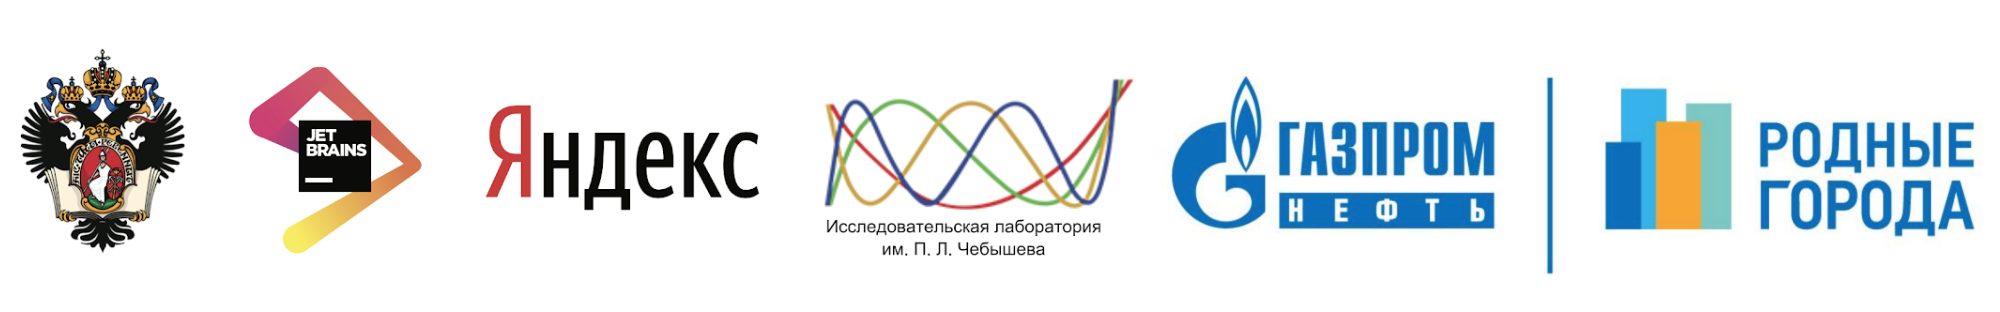 JET
BRAINS
Яндекс
Исследовательская лаборатория
им. П. Л. Чебышева
ГАЗПРОМ
НЕФТЬ
РОДНЫЕ
ГОРОДА